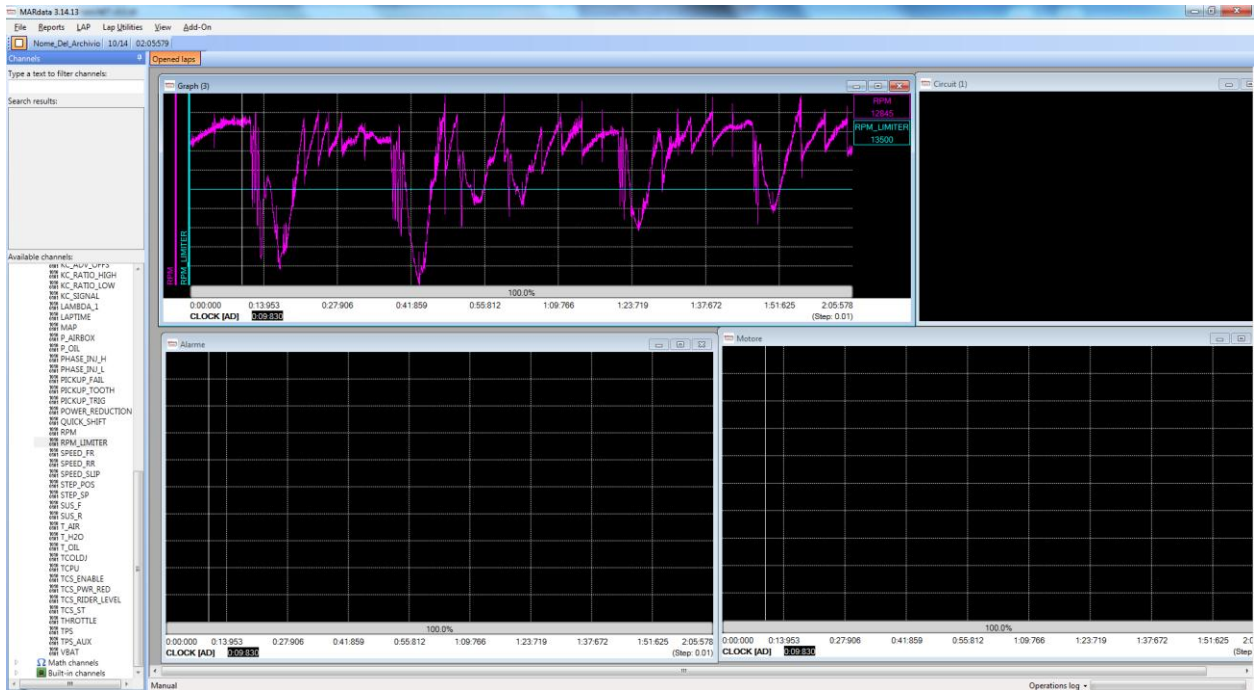 MARdata 3.14.13
File Reports LAP Lap Utilities View Add-On
Nome_Del_Archivio 10/14 02:05:579
Channels
Opened laps
Type a text to filter channels:
Search results:
Available channels:
KC_ADV_OFFS
KC_RATIO_HIGH
KC_RATIO_LOW
KC_SIGNAL
LAMBDA_1
LAPTIME
MAP
P_AIRBOX
P_OIL
PHASE_INJ_H
PHASE_INJ_L
PICKUP_FAIL
PICKUP_TOOTH
PICKUP_TRIG
POWER_REDUCTION
QUICK_SHIFT
RPM
RPM_LIMITER
SPEED_FR
SPEED_RR
SPEED_SLIP
STEP_POS
STEP_SP
SUS_F
SUS_R
T_AIR
T_H2O
T_OIL
TCOLDJ
TCPU
TCS_ENABLE
TCS_PWR_RED
TCS_RIDER_LEVEL
TCS_ST
THROTTLE
TPS
TPS_AUX
VBAT
Math channels
Built-in channels
Graph (3)
RPM
12845
RPM_LIMITER
13500
RPM
RPM_LIMITER
100.0%
0:00:000 0:13:953 0:27:906 0:41:859 0:55:812 1:09:766 1:23:719 1:37:672 1:51:625 2:05:578
CLOCK [AD] 0:09:830 (Step: 0.01)
Circuit (1)
Alarme
100.0%
0:00:000 0:13:953 0:27:906 0:41:859 0:55:812 1:09:766 1:23:719 1:37:672 1:51:625 2:05:578
CLOCK [AD] 0:09:830 (Step: 0.01)
Motore
100.0%
0:00:000 0:13:953 0:27:906 0:41:859 0:55:812 1:09:766 1:23:719 1:37:672 1:51:625
CLOCK [AD] 0:09:830 (Step
Manual
Operations log